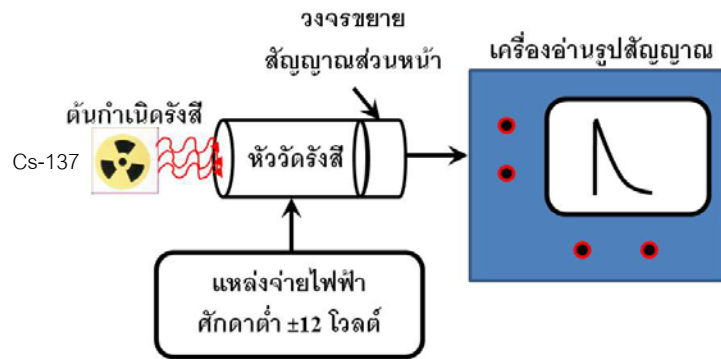 วงจรขยาย
สัญญาณส่วนหน้า
เครื่องอ่านรูปสัญญาณ
ต้นกำเนิดรังสี
Cs-137
หัววัดรังสี
แหล่งจ่ายไฟฟ้า
ศักดาต่ำ ±12 โวลต์